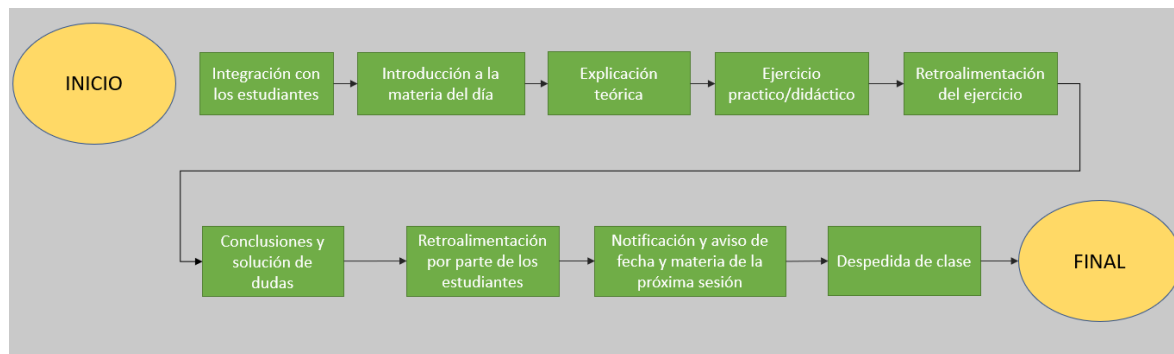 INICIO
Integración con
los estudiantes
Introducción a la
materia del día
Explicación
teórica
Ejercicio
practico/didáctico
Retroalimentación
del ejercicio
Conclusiones y
solución de
dudas
Retroalimentación
por parte de los
estudiantes
Notificación y aviso de
fecha y materia de la
próxima sesión
Despedida de clase
FINAL